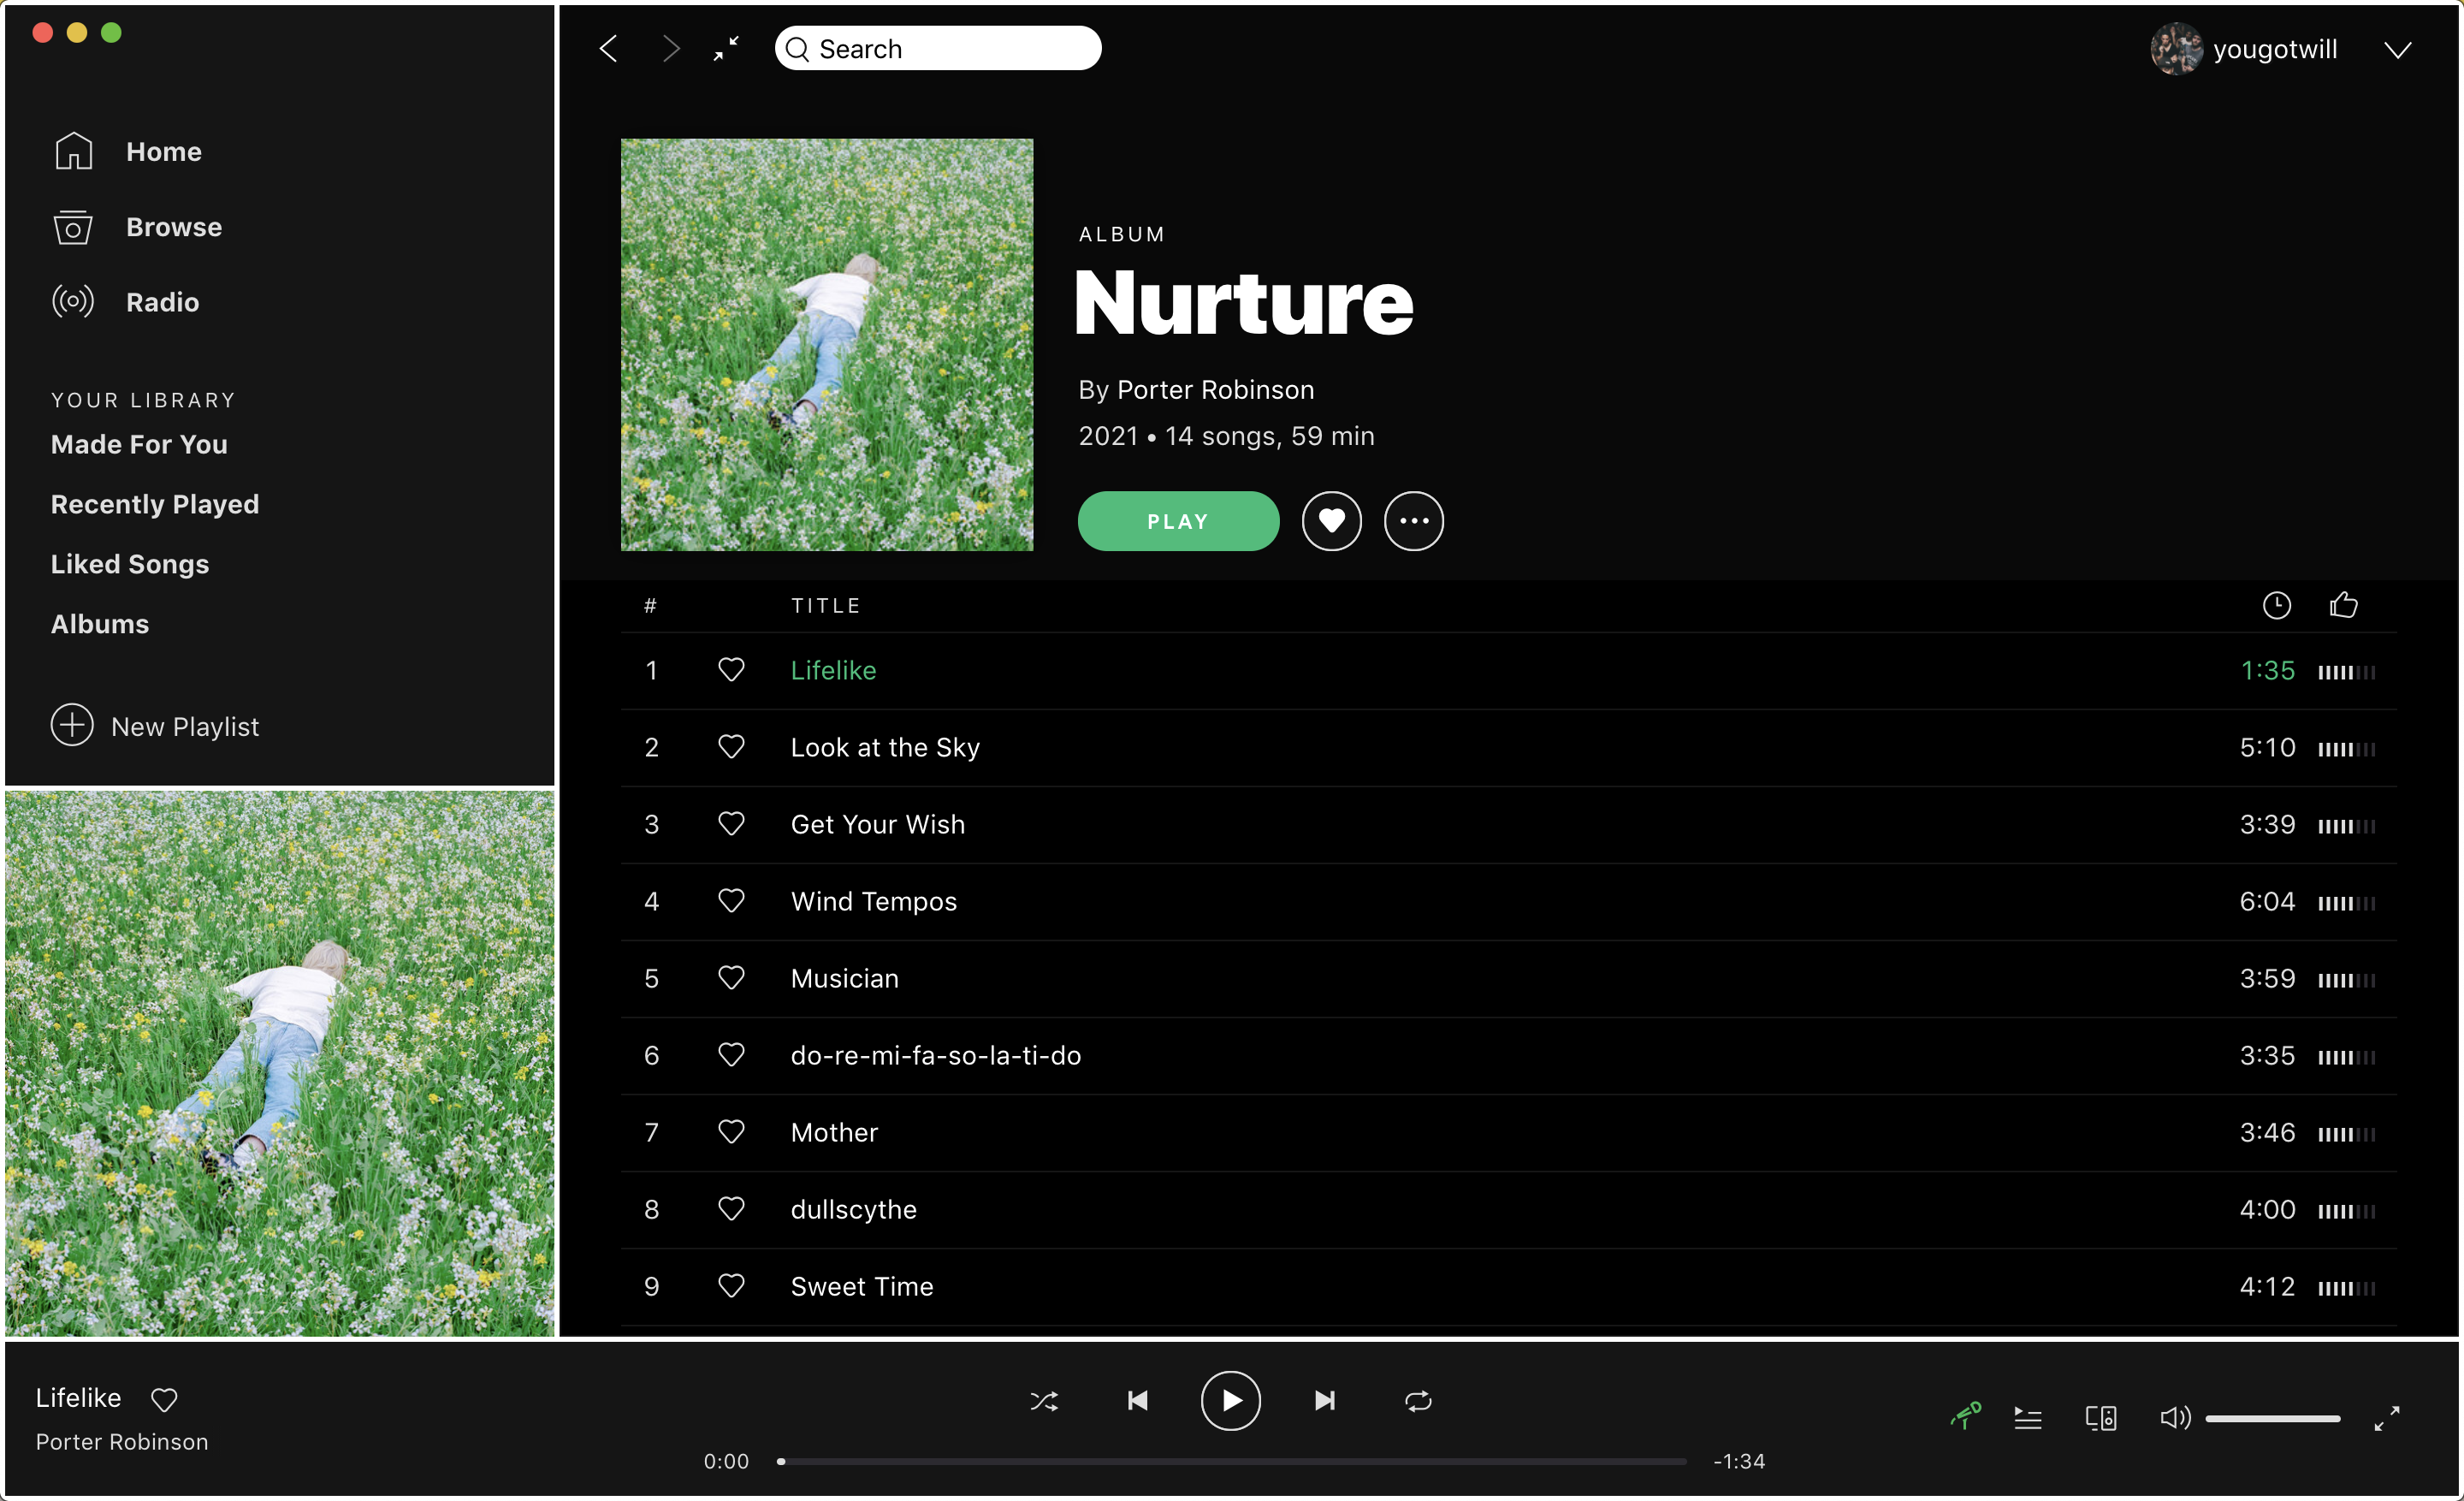 Home
Browse
Radio
YOUR LIBRARY
Made For You
Recently Played
Liked Songs
Albums
New Playlist
Search
yougotwill
ALBUM
Nurture
By Porter Robinson
2021 • 14 songs, 59 min
PLAY
# TITLE
1 Lifelike 1:35
2 Look at the Sky 5:10
3 Get Your Wish 3:39
4 Wind Tempos 6:04
5 Musician 3:59
6 do-re-mi-fa-so-la-ti-do 3:35
7 Mother 3:46
8 dullscythe 4:00
9 Sweet Time 4:12
Lifelike
Porter Robinson
0:00 -1:34